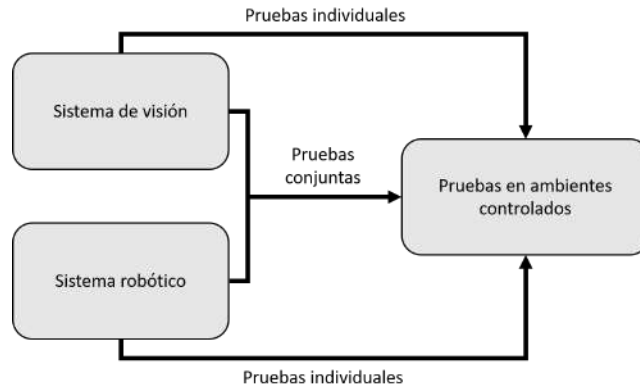 Pruebas individuales
Sistema de visión
Pruebas
conjuntas
Pruebas en ambientes
controlados
Sistema robótico
Pruebas individuales